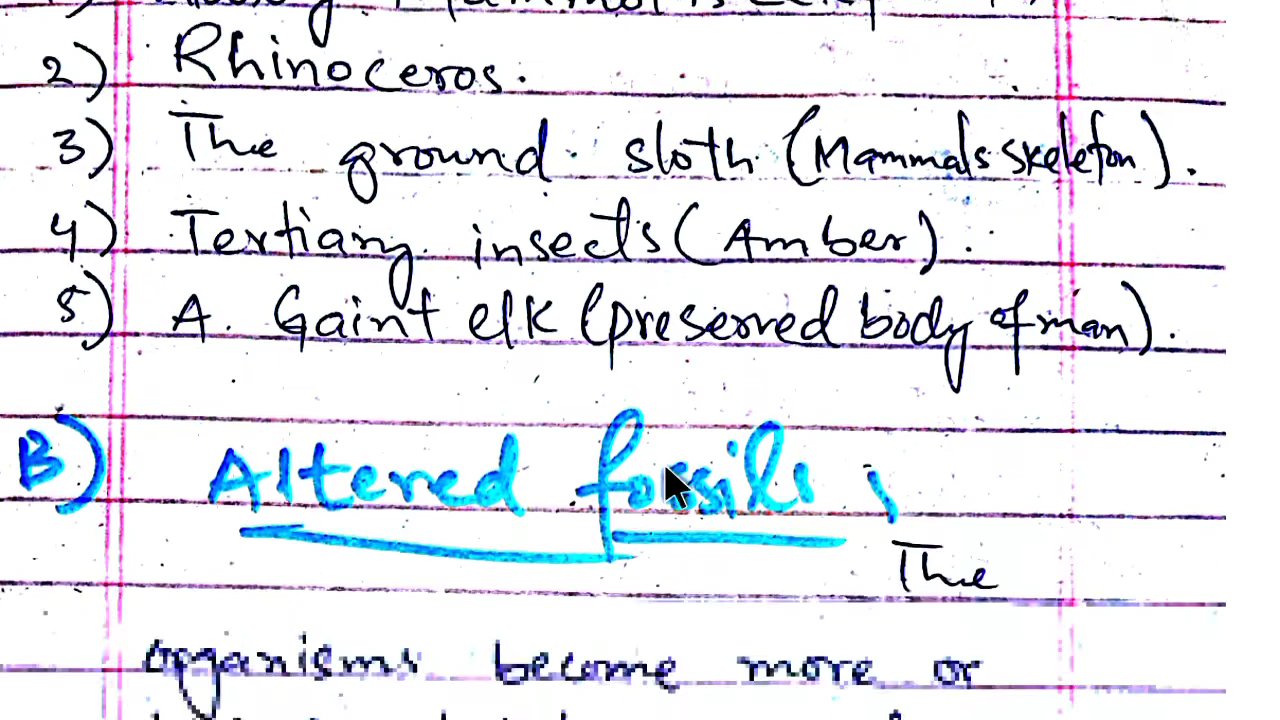 2) Rhinoceros.
3) The ground sloth (Mammals skeleton).
4) Tertiary insects (Amber).
5) A. Gaint elk (preserved body of man).
B) Altered fossils;
The
organisms become more or